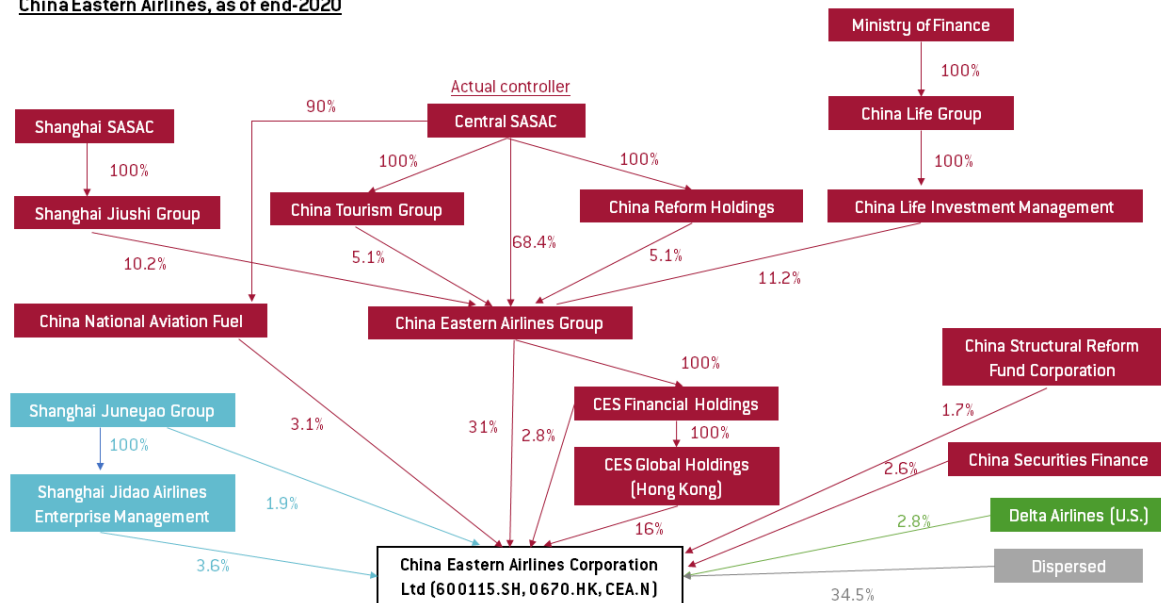 China Eastern Airlines, as of end-2020
Ministry of Finance
100%
Actual controller
90%
Central SASAC
China Life Group
Shanghai SASAC
100%
100%
100%
100%
Shanghai Jiushi Group
China Tourism Group
China Reform Holdings
China Life Investment Management
68.4%
10.2%
5.1%
5.1%
11.2%
China National Aviation Fuel
China Eastern Airlines Group
China Structural Reform
Fund Corporation
100%
Shanghai Juneyao Group
CES Financial Holdings
1.7%
3.1%
31%
2.8%
100%
100%
China Securities Finance
CES Global Holdings
(Hong Kong)
2.6%
Shanghai Jidao Airlines
Enterprise Management
1.9%
Delta Airlines (U.S.)
2.8%
16%
3.6%
China Eastern Airlines Corporation
Ltd (600115.SH, 0670.HK, CEA.N)
Dispersed
34.5%